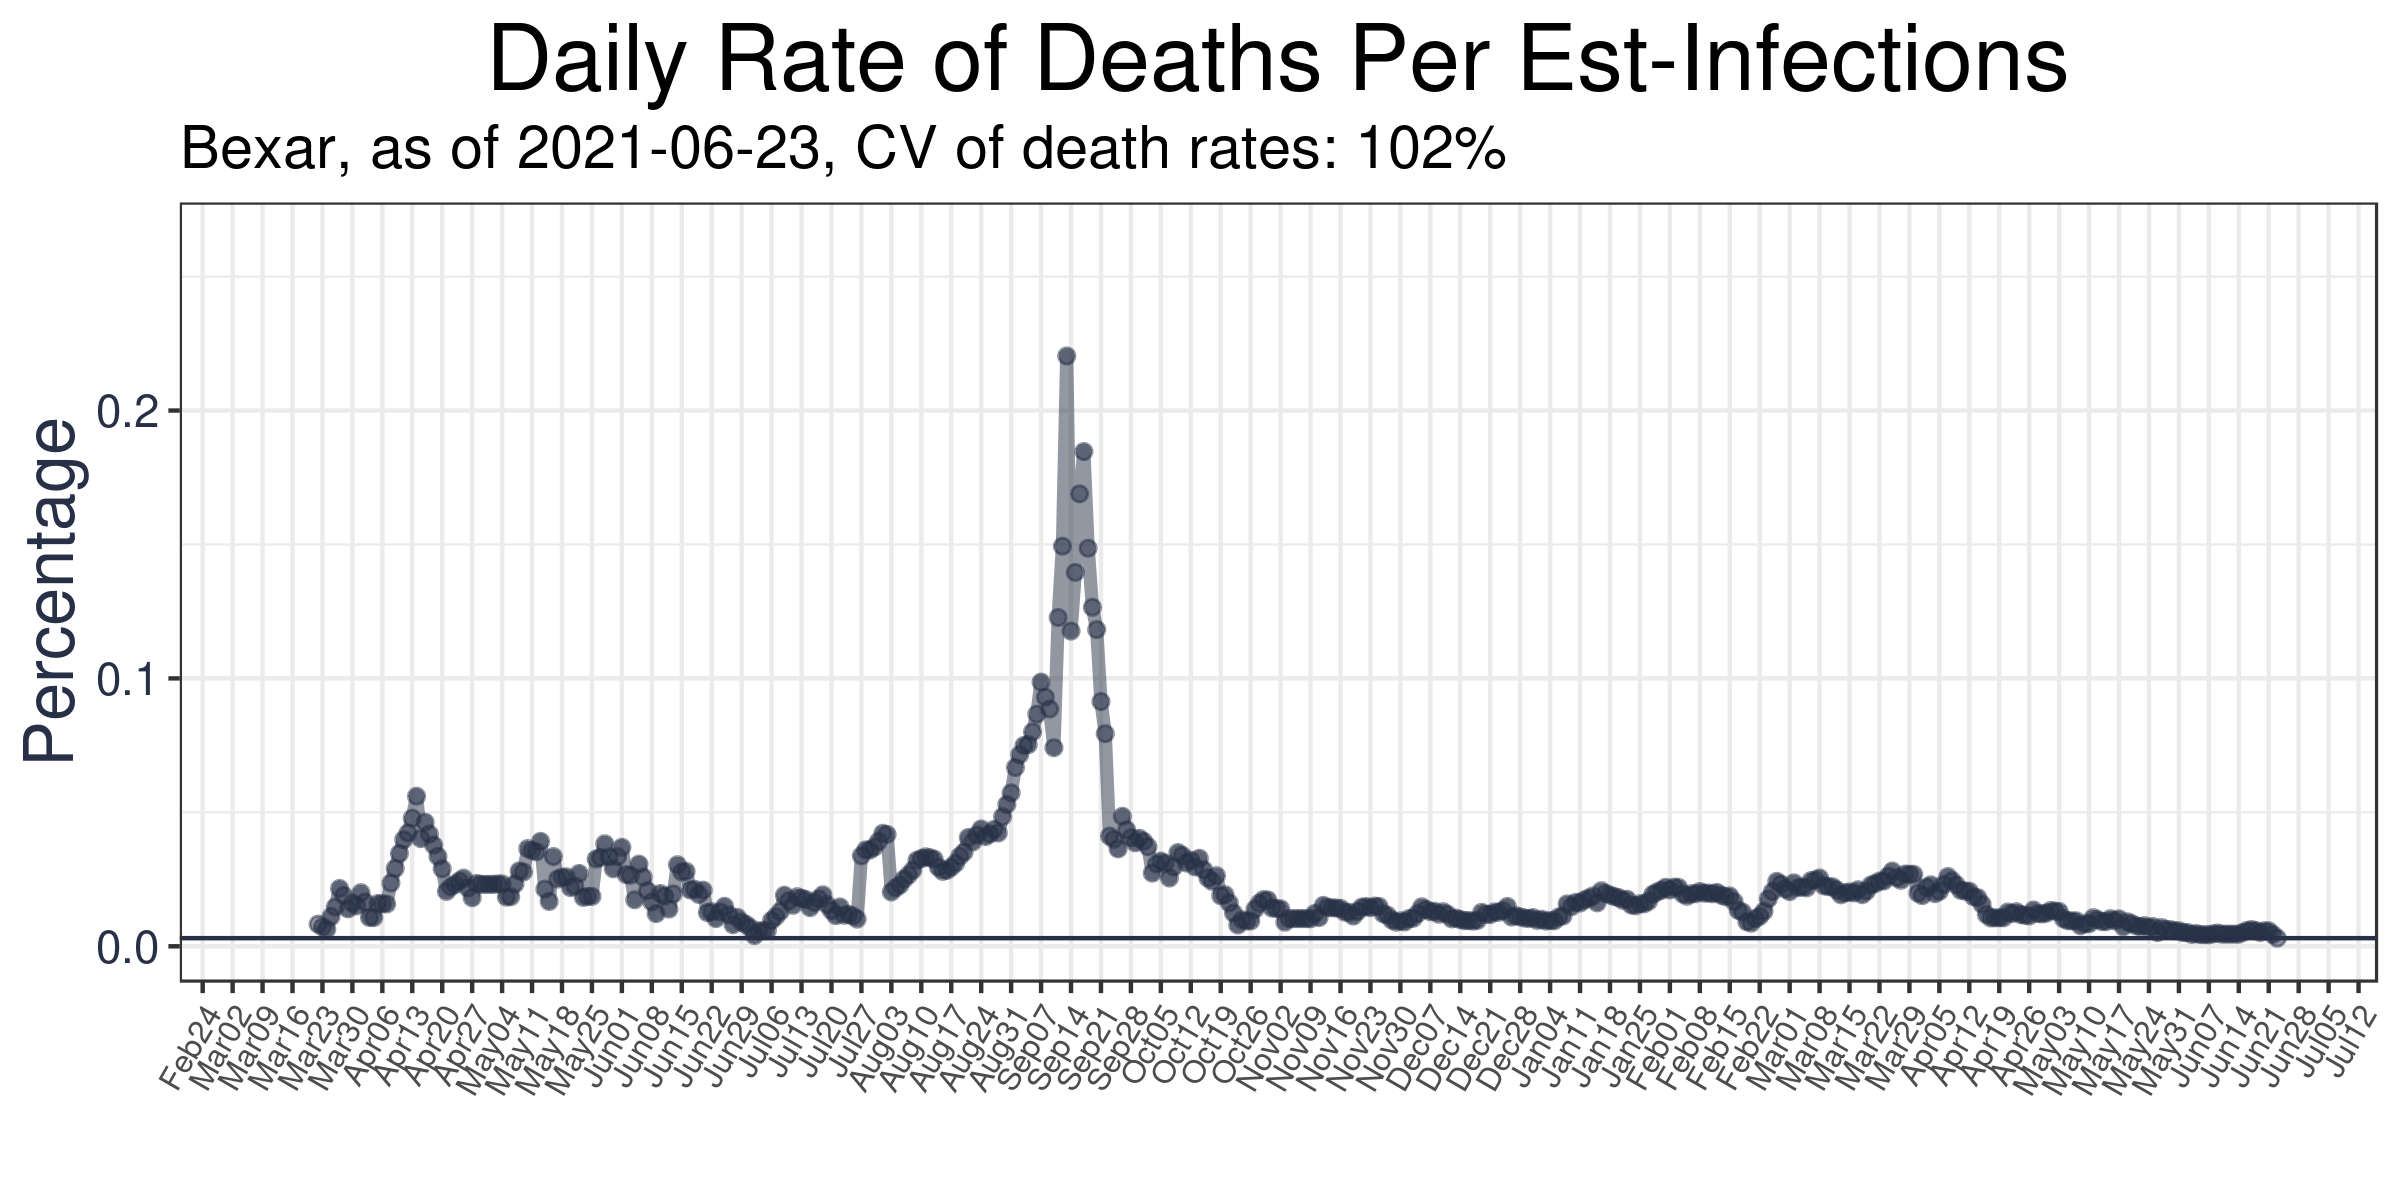 Daily Rate of Deaths Per Est-Infections
Bexar, as of 2021-06-23, CV of death rates: 102%
Percentage
0.2
0.1
0.0
Feb24
Mar02
Mar09
Mar16
Mar23
Mar30
Apr06
Apr13
Apr20
Apr27
May04
May11
May18
May25
Jun01
Jun08
Jun15
Jun22
Jun29
Jul06
Jul13
Jul20
Jul27
Aug03
Aug10
Aug17
Aug24
Aug31
Sep07
Sep14
Sep21
Sep28
Oct05
Oct12
Oct19
Oct26
Nov02
Nov09
Nov16
Nov23
Nov30
Dec07
Dec14
Dec21
Dec28
Jan04
Jan11
Jan18
Jan25
Feb01
Feb08
Feb15
Feb22
Mar01
Mar08
Mar15
Mar22
Mar29
Apr05
Apr12
Apr19
Apr26
May03
May10
May17
May24
May31
Jun07
Jun14
Jun21
Jun28
Jul05
Jul12